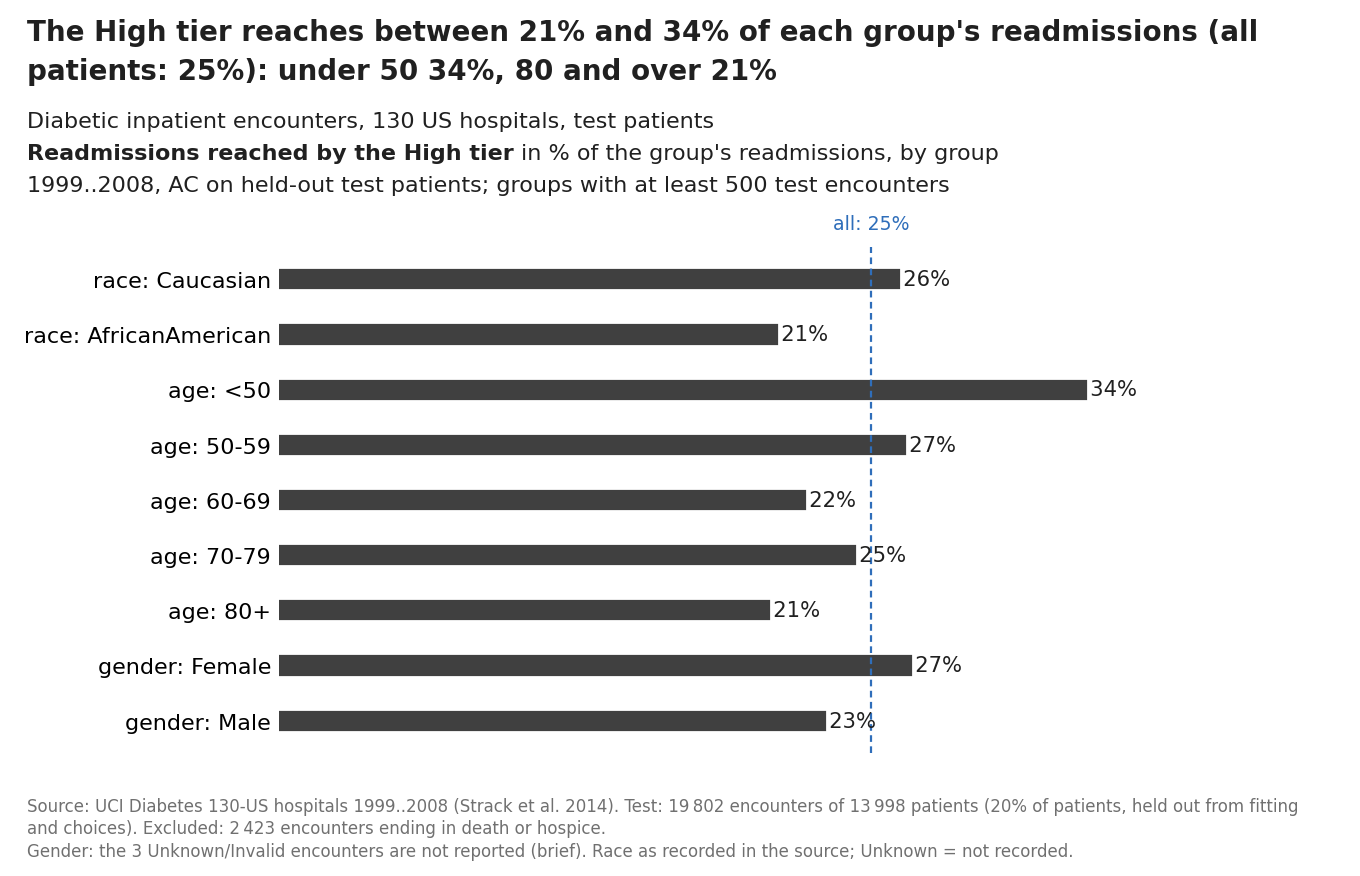 The High tier reaches between 21% and 34% of each group's readmissions (all
patients: 25%): under 50 34%, 80 and over 21%
Diabetic inpatient encounters, 130 US hospitals, test patients
Readmissions reached by the High tier in % of the group's readmissions, by group
1999..2008, AC on held-out test patients; groups with at least 500 test encounters
all: 25%
race: Caucasian 26%
race: AfricanAmerican 21%
age: <50 34%
age: 50-59 27%
age: 60-69 22%
age: 70-79 25%
age: 80+ 21%
gender: Female 27%
gender: Male 23%
Source: UCI Diabetes 130-US hospitals 1999..2008 (Strack et al. 2014). Test: 19 802 encounters of 13 998 patients (20% of patients, held out from fitting
and choices). Excluded: 2 423 encounters ending in death or hospice.
Gender: the 3 Unknown/Invalid encounters are not reported (brief). Race as recorded in the source; Unknown = not recorded.